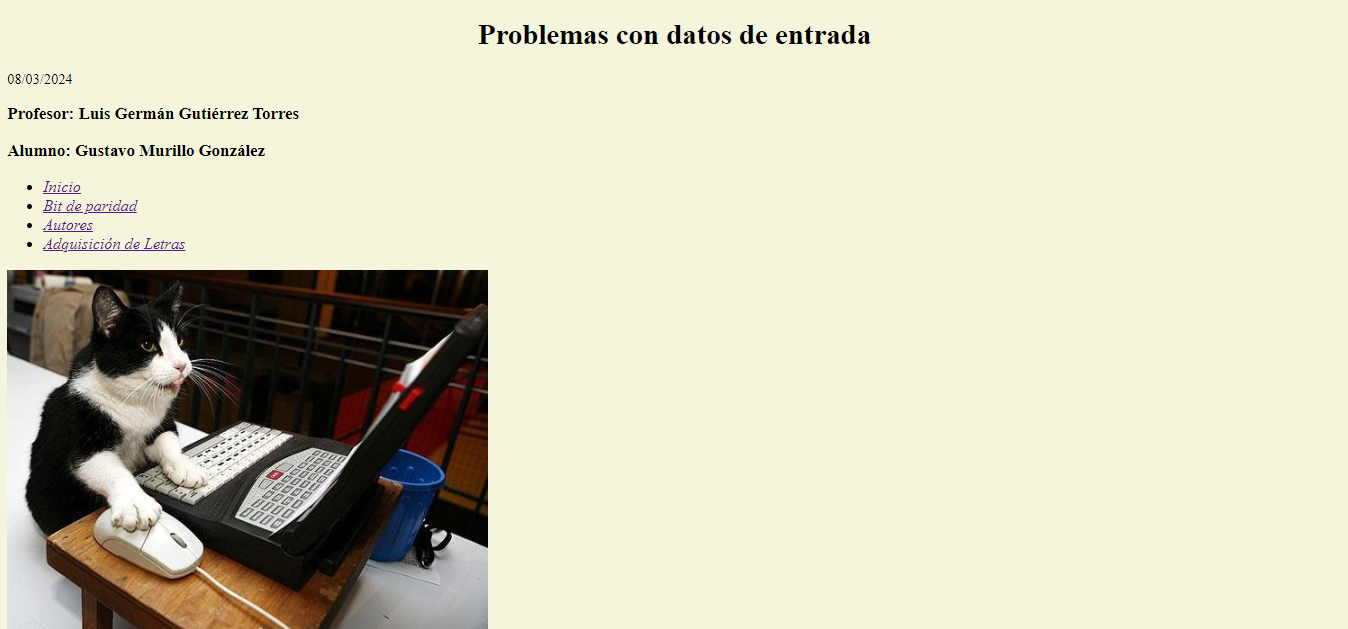 Problemas con datos de entrada
08/03/2024
Profesor: Luis Germán Gutiérrez Torres
Alumno: Gustavo Murillo González
Inicio
Bit de paridad
Autores
Adquisición de Letras